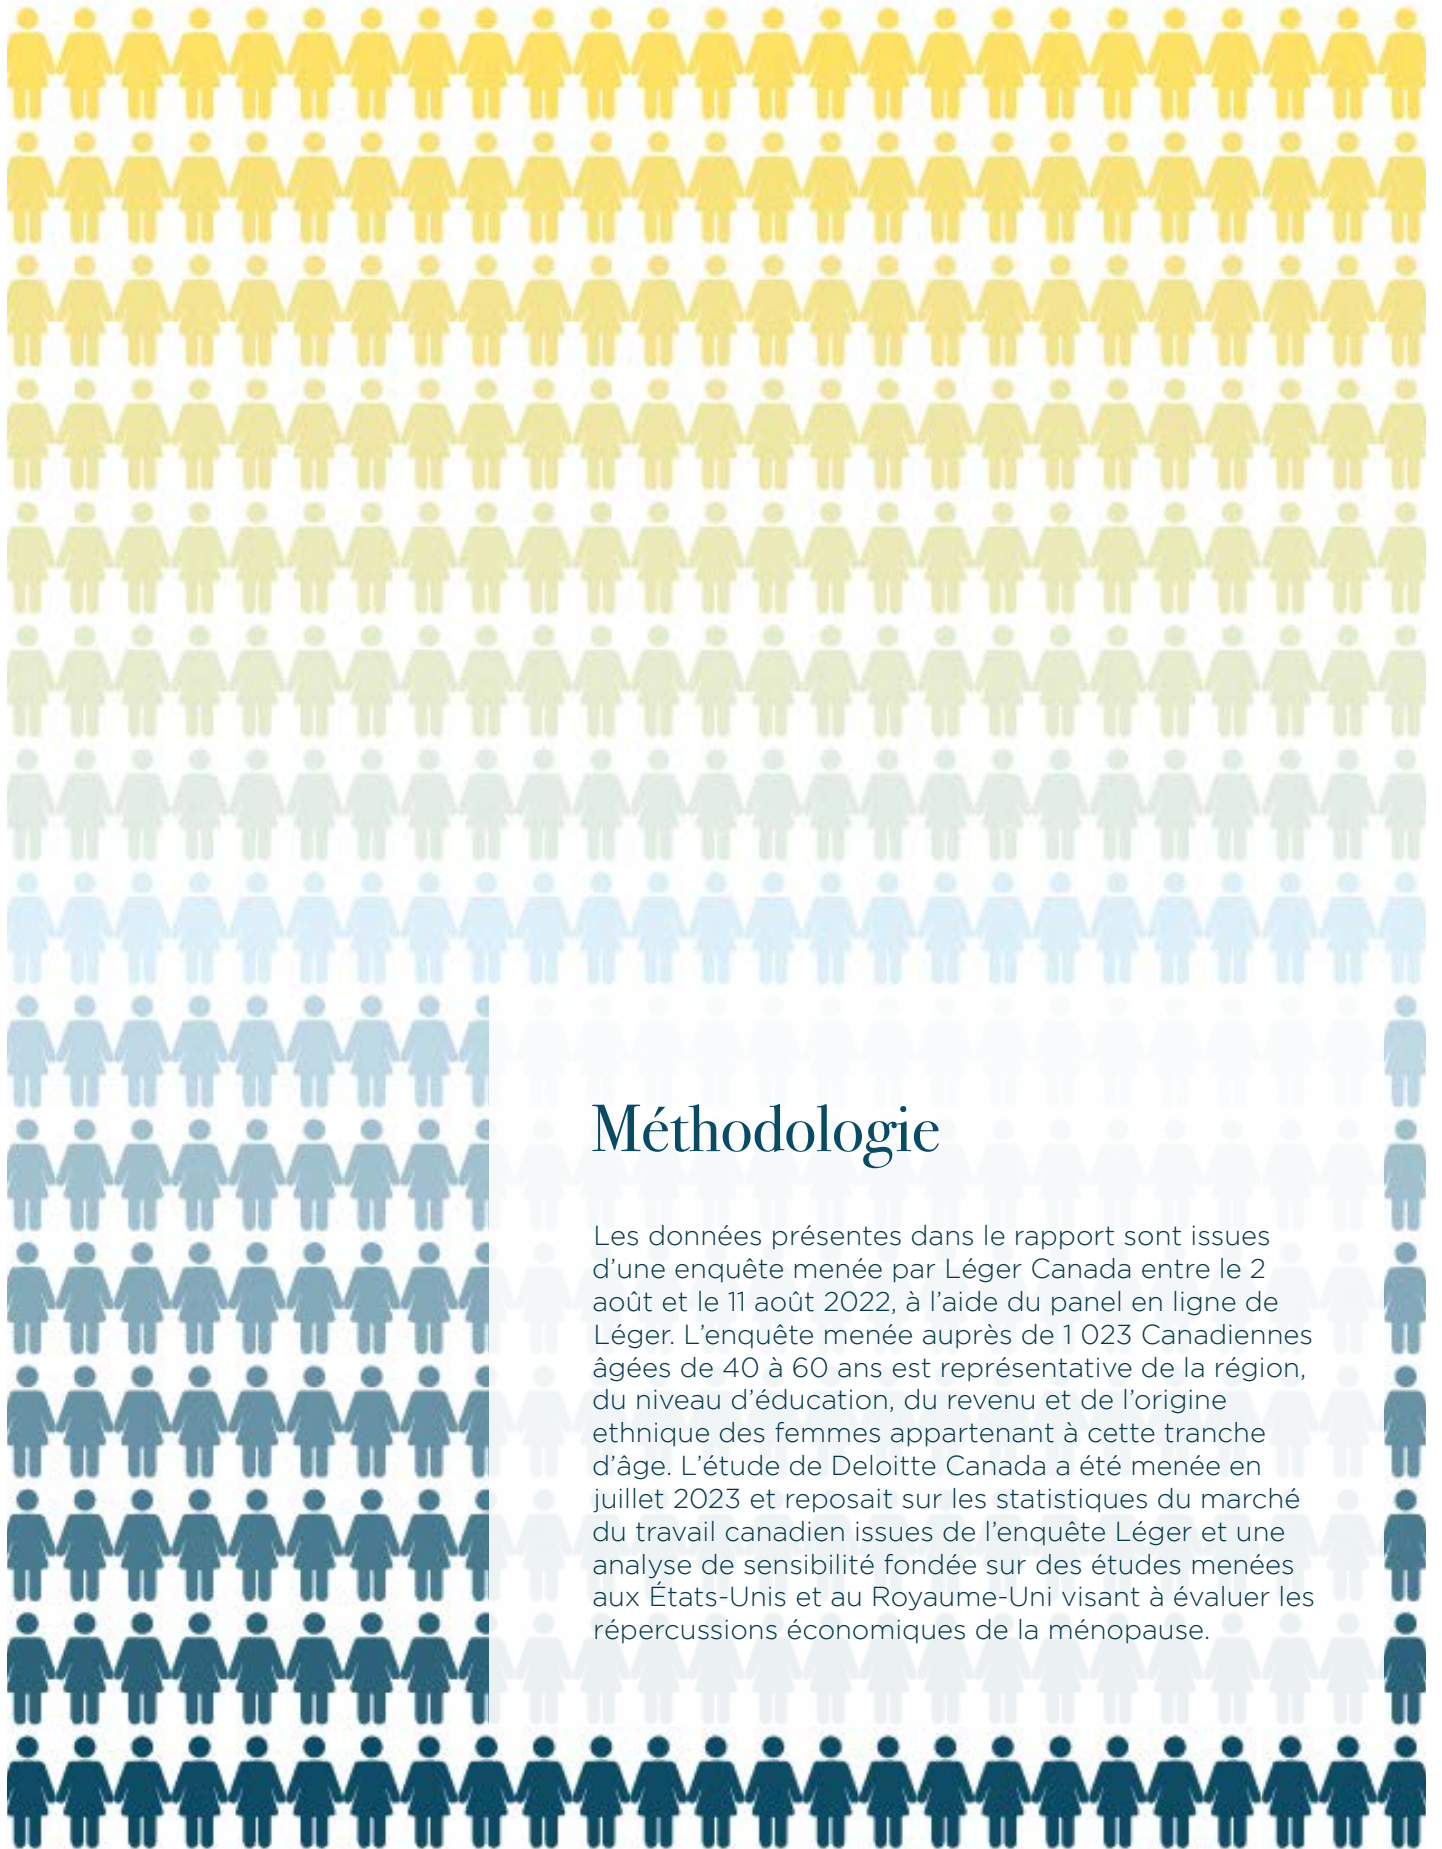 Méthodologie
Les données présentes dans le rapport sont issues
d’une enquête menée par Léger Canada entre le 2
août et le 11 août 2022, à l’aide du panel en ligne de
Léger. L’enquête menée auprès de 1 023 Canadiennes
âgées de 40 à 60 ans est représentative de la région,
du niveau d’éducation, du revenu et de l’origine
ethnique des femmes appartenant à cette tranche
d’âge. L’étude de Deloitte Canada a été menée en
juillet 2023 et reposait sur les statistiques du marché
du travail canadien issues de l’enquête Léger et une
analyse de sensibilité fondée sur des études menées
aux États-Unis et au Royaume-Uni visant à évaluer les
répercussions économiques de la ménopause.